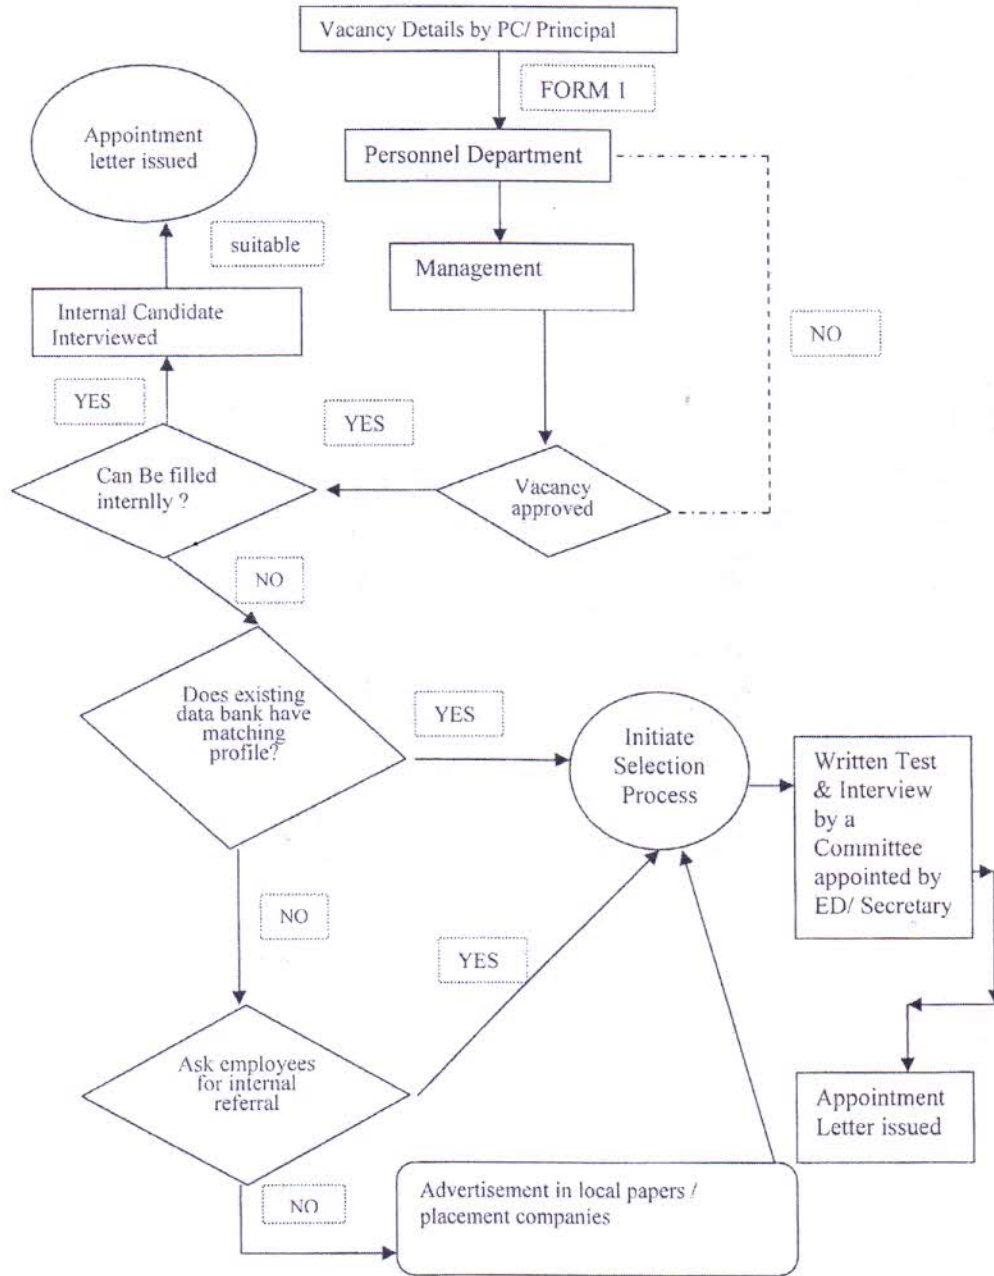 Vacancy Details by PC/ Principal
FORM 1
Appointment
letter issued
Personnel Department
suitable
Management
Internal Candidate
Interviewed
NO
YES
YES
Can Be filled
internlly ?
Vacancy
approved
NO
Does existing
data bank have
matching
profile?
YES
Initiate
Selection
Process
Written Test
& Interview
by a
Committee
appointed by
ED/ Secretary
NO
YES
Ask employees
for internal
referral
Appointment
Letter issued
NO
Advertisement in local papers /
placement companies